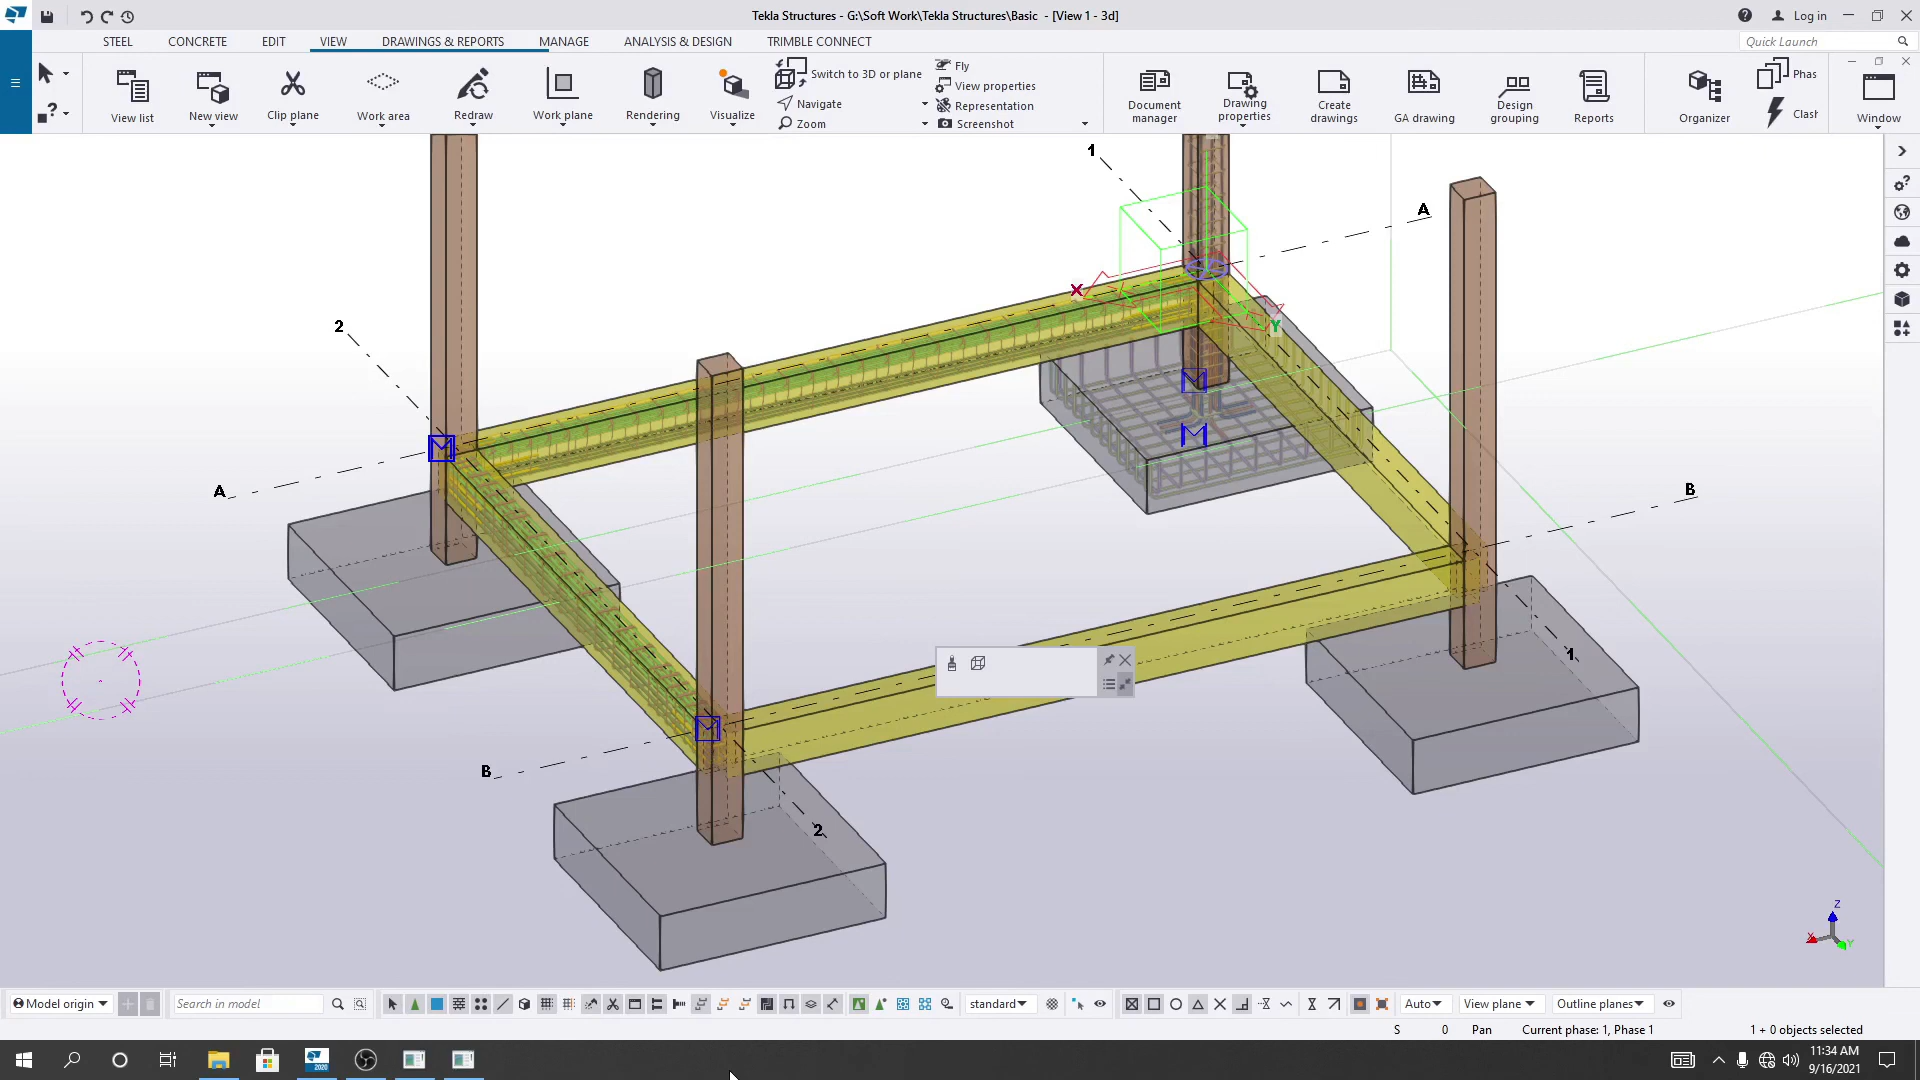 Tekla Structures - G:\Soft Work\Tekla Structures\Basic - [View 1 - 3d]
Log in
STEEL CONCRETE EDIT VIEW DRAWINGS & REPORTS MANAGE ANALYSIS & DESIGN TRIMBLE CONNECT
Quick Launch
View list
New view
Clip plane
Work area
Redraw
Work plane
Rendering
Visualize
Switch to 3D or plane
Navigate
Zoom
Fly
View properties
Representation
Screenshot
Document manager
Drawing properties
Create drawings
GA drawing
Design grouping
Reports
Organizer
Phas
Clash
Window
1
A
2
X
Y
A
B
1
B
2
Z
X
Y
Model origin
Search in model
standard
Auto
View plane
Outline planes
S 0 Pan Current phase: 1, Phase 1 1 + 0 objects selected
2020
11:34 AM
9/16/2021